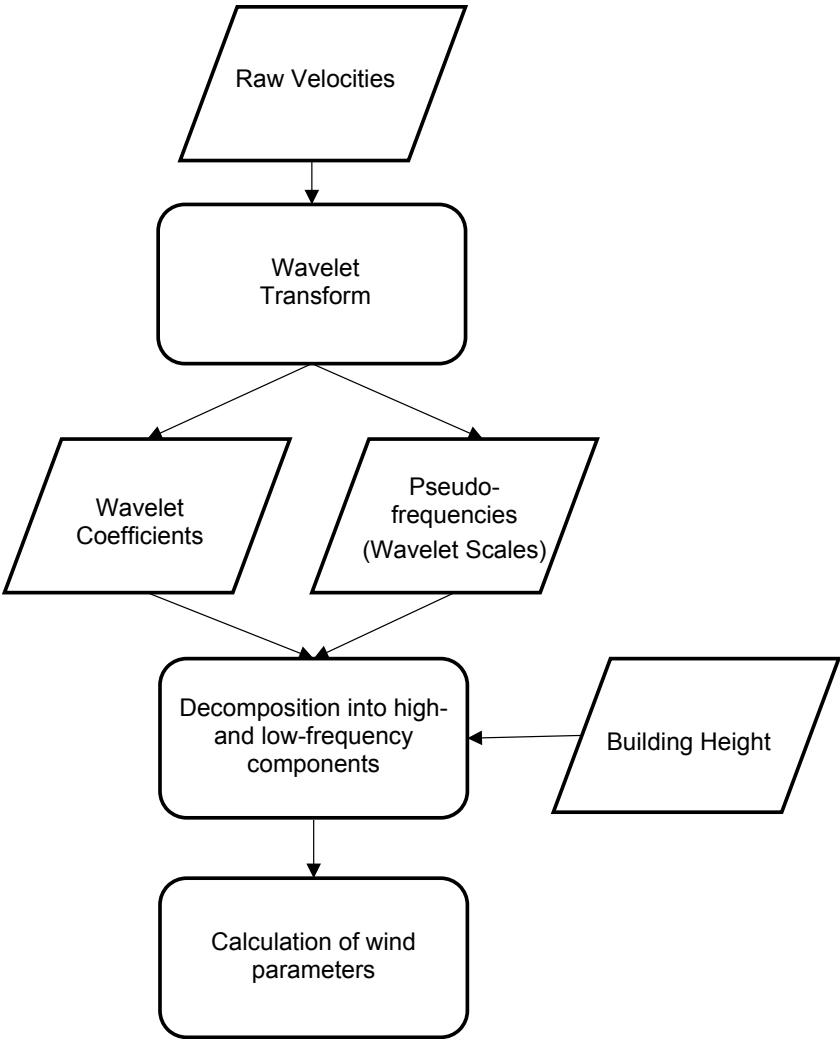 Raw Velocities
Wavelet
Transform
Wavelet
Coefficients
Pseudo-
frequencies
(Wavelet Scales)
Decomposition into high-
and low-frequency
components
Building Height
Calculation of wind
parameters